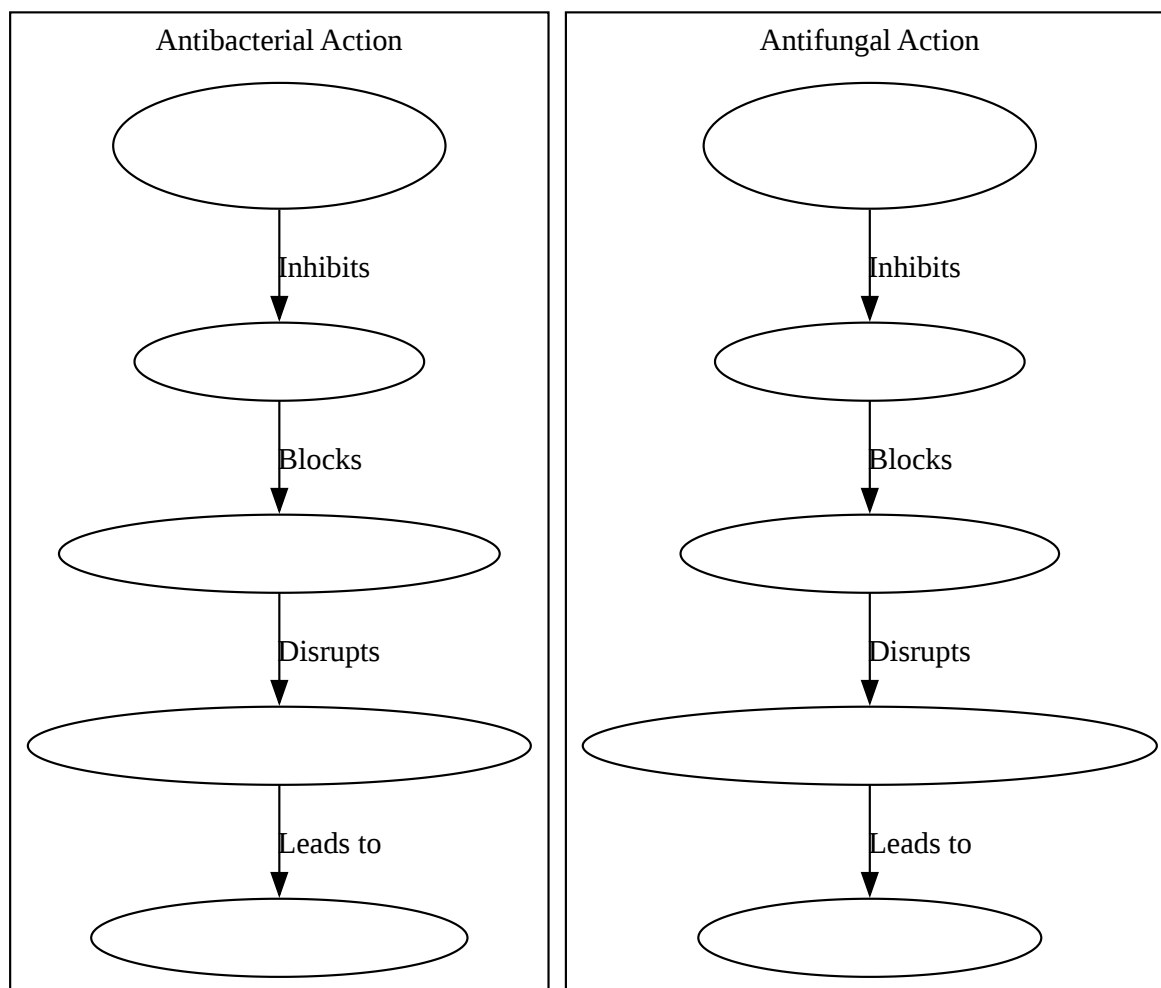 Antibacterial Action
Inhibits
Blocks
Disrupts
Leads to
Antifungal Action
Inhibits
Blocks
Disrupts
Leads to